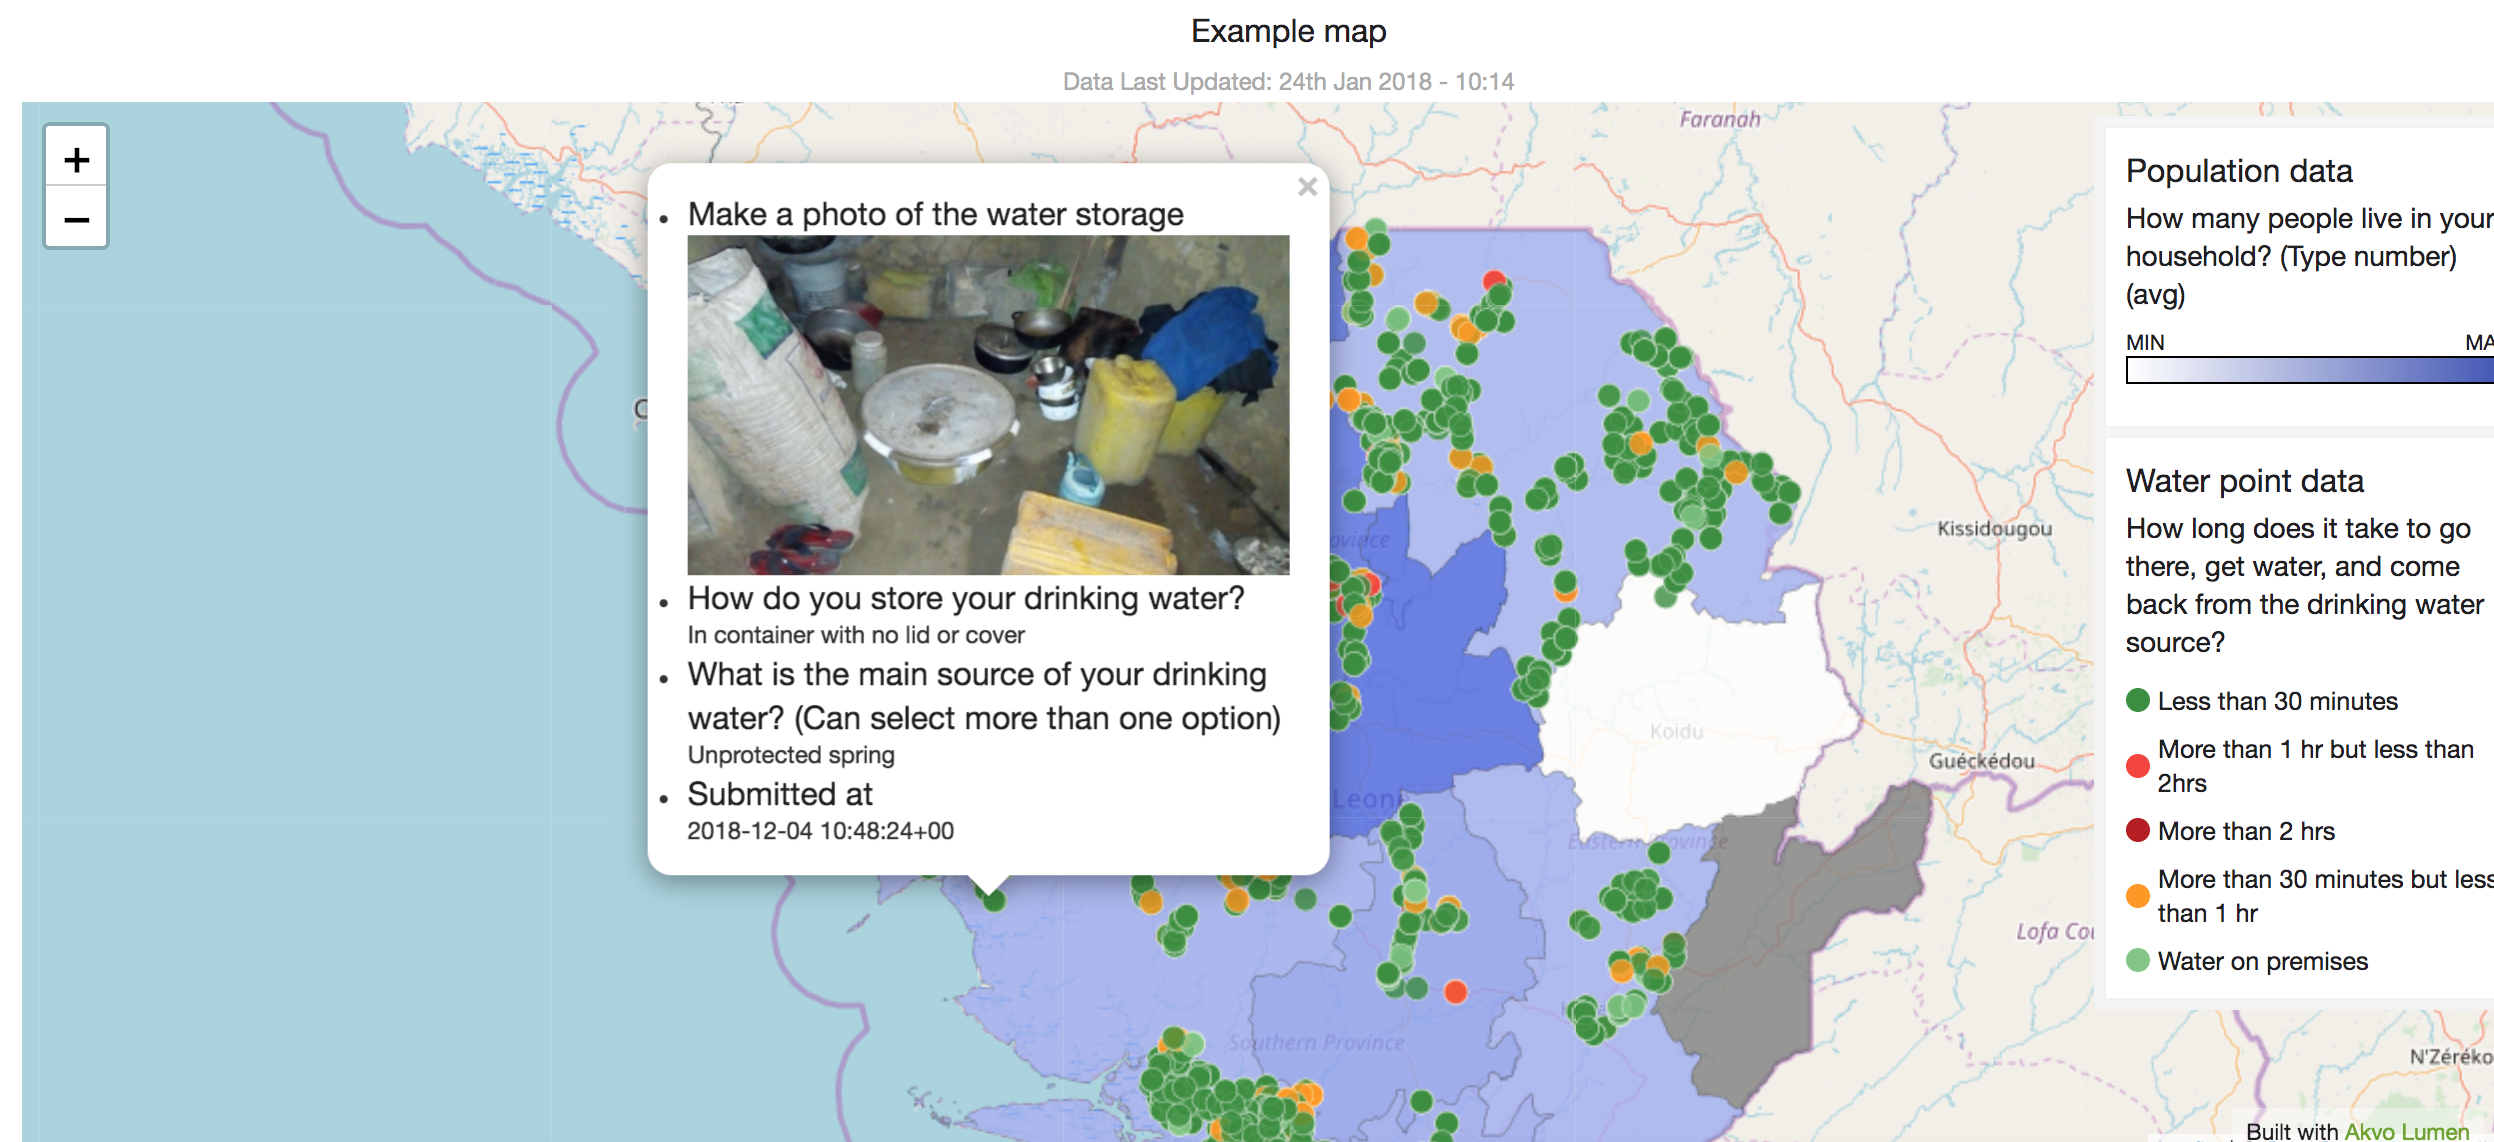 Example map
Data Last Updated: 24th Jan 2018 - 10:14
+
−
Faranah
×
Make a photo of the water storage
How do you store your drinking water?
In container with no lid or cover
What is the main source of your drinking
water? (Can select more than one option)
Unprotected spring
Submitted at
2018-12-04 10:48:24+00
Kissidougou
Koidu
Guéckédou
Leone
Eastern Province
Southern Province
Population data
How many people live in your
household? (Type number)
(avg)
MIN
Water point data
How long does it take to go
there, get water, and come
back from the drinking water
source?
Less than 30 minutes
More than 1 hr but less than
2hrs
More than 2 hrs
More than 30 minutes but less
than 1 hr
Water on premises
Lofa
N'Zéréko
Built with Akvo Lumen